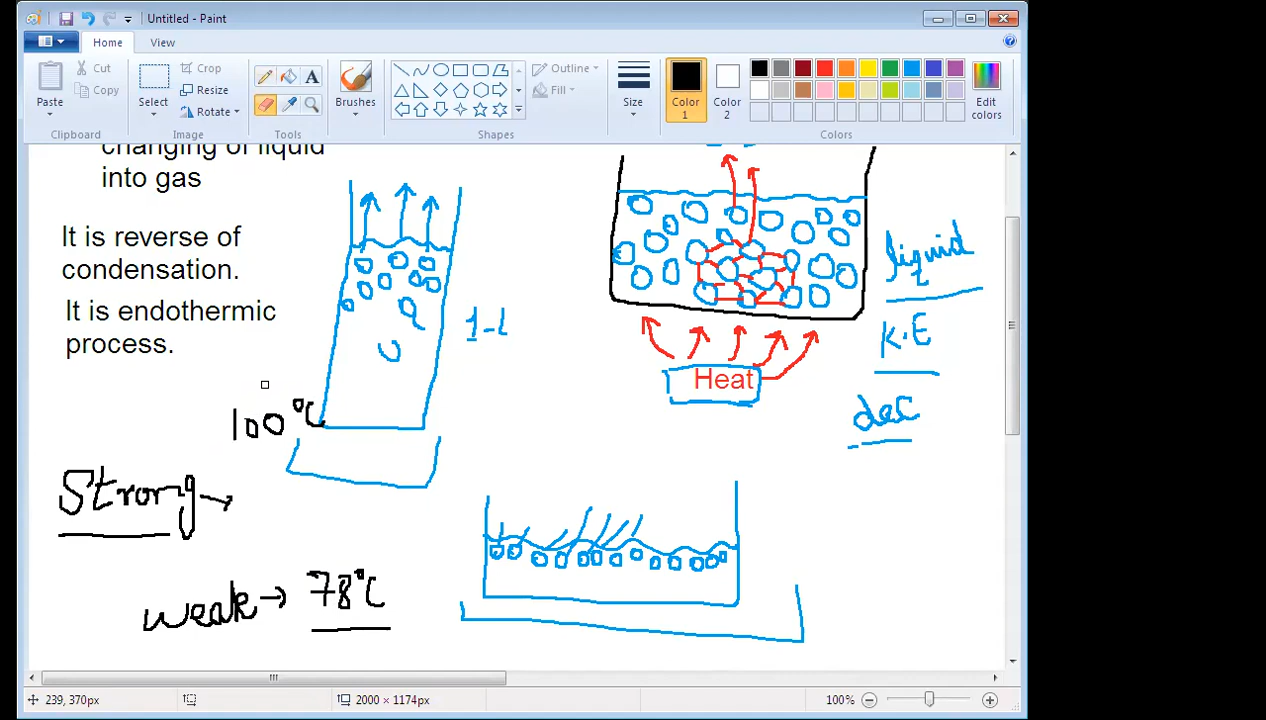 Untitled - Paint
Home
View
Paste
Cut
Copy
Clipboard
Select
Crop
Resize
Rotate
Image
A
Tools
Brushes
Outline
Fill
Shapes
Size
Color 1
Color 2
Edit colors
Colors
changing of liquid
into gas
It is reverse of
condensation.
It is endothermic
process.
1-L
100°C
Strong →
weak → 78°C
Heat
liquid
K.E
dec
239, 370px
2000 × 1174px
100%